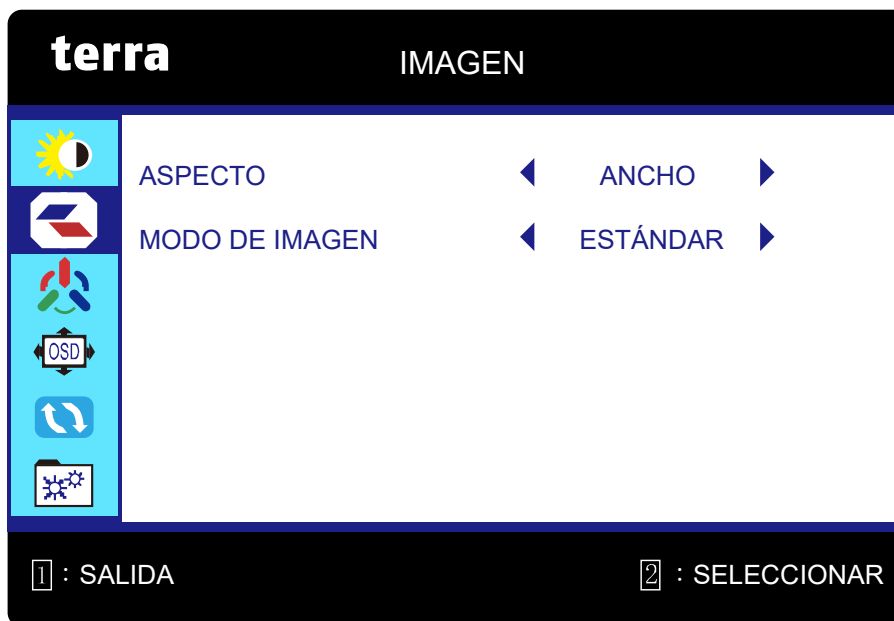 terra
IMAGEN
ASPECTO ANCHO
MODO DE IMAGEN ESTÁNDAR
OSD
1 : SALIDA
2 : SELECCIONAR